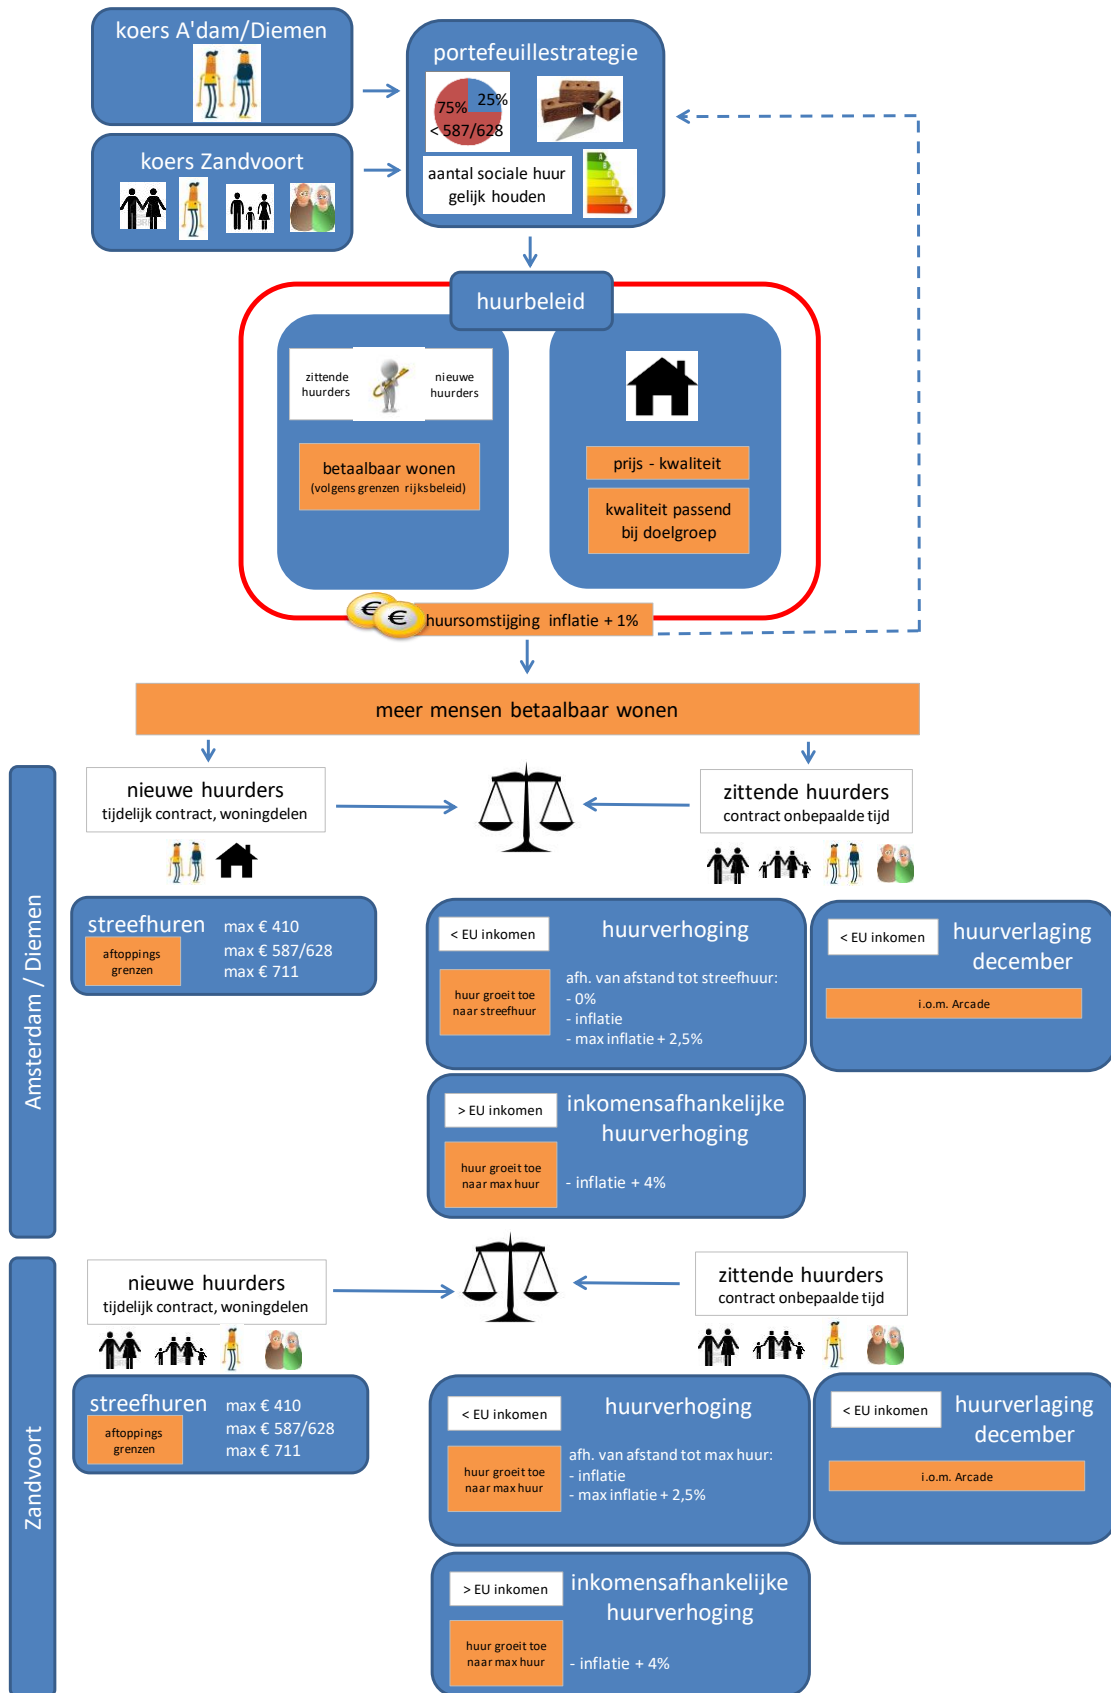 koers A'dam/Diemen
koers Zandvoort
portefeuillestrategie
75%
25%
< 587/628
aantal sociale huur
gelijk houden
huurbeleid
zittende
huurders
nieuwe
huurders
betaalbaar wonen
(volgens grenzen rijksbeleid)
prijs - kwaliteit
kwaliteit passend
bij doelgroep
huursomstijging inflatie + 1%
meer mensen betaalbaar wonen
Amsterdam / Diemen
nieuwe huurders
tijdelijk contract, woningdelen
zittende huurders
contract onbepaalde tijd
streefhuren
aftoppings
grenzen
max € 410
max € 587/628
max € 711
< EU inkomen
huurverhoging
huur groeit toe
naar streefhuur
afh. van afstand tot streefhuur:
- 0%
- inflatie
- max inflatie + 2,5%
< EU inkomen
huurverlaging
december
i.o.m. Arcade
> EU inkomen
inkomensafhankelijke
huurverhoging
huur groeit toe
naar max huur
- inflatie + 4%
Zandvoort
nieuwe huurders
tijdelijk contract, woningdelen
zittende huurders
contract onbepaalde tijd
streefhuren
aftoppings
grenzen
max € 410
max € 587/628
max € 711
< EU inkomen
huurverhoging
huur groeit toe
naar max huur
afh. van afstand tot max huur:
- inflatie
- max inflatie + 2,5%
< EU inkomen
huurverlaging
december
i.o.m. Arcade
> EU inkomen
inkomensafhankelijke
huurverhoging
huur groeit toe
naar max huur
- inflatie + 4%